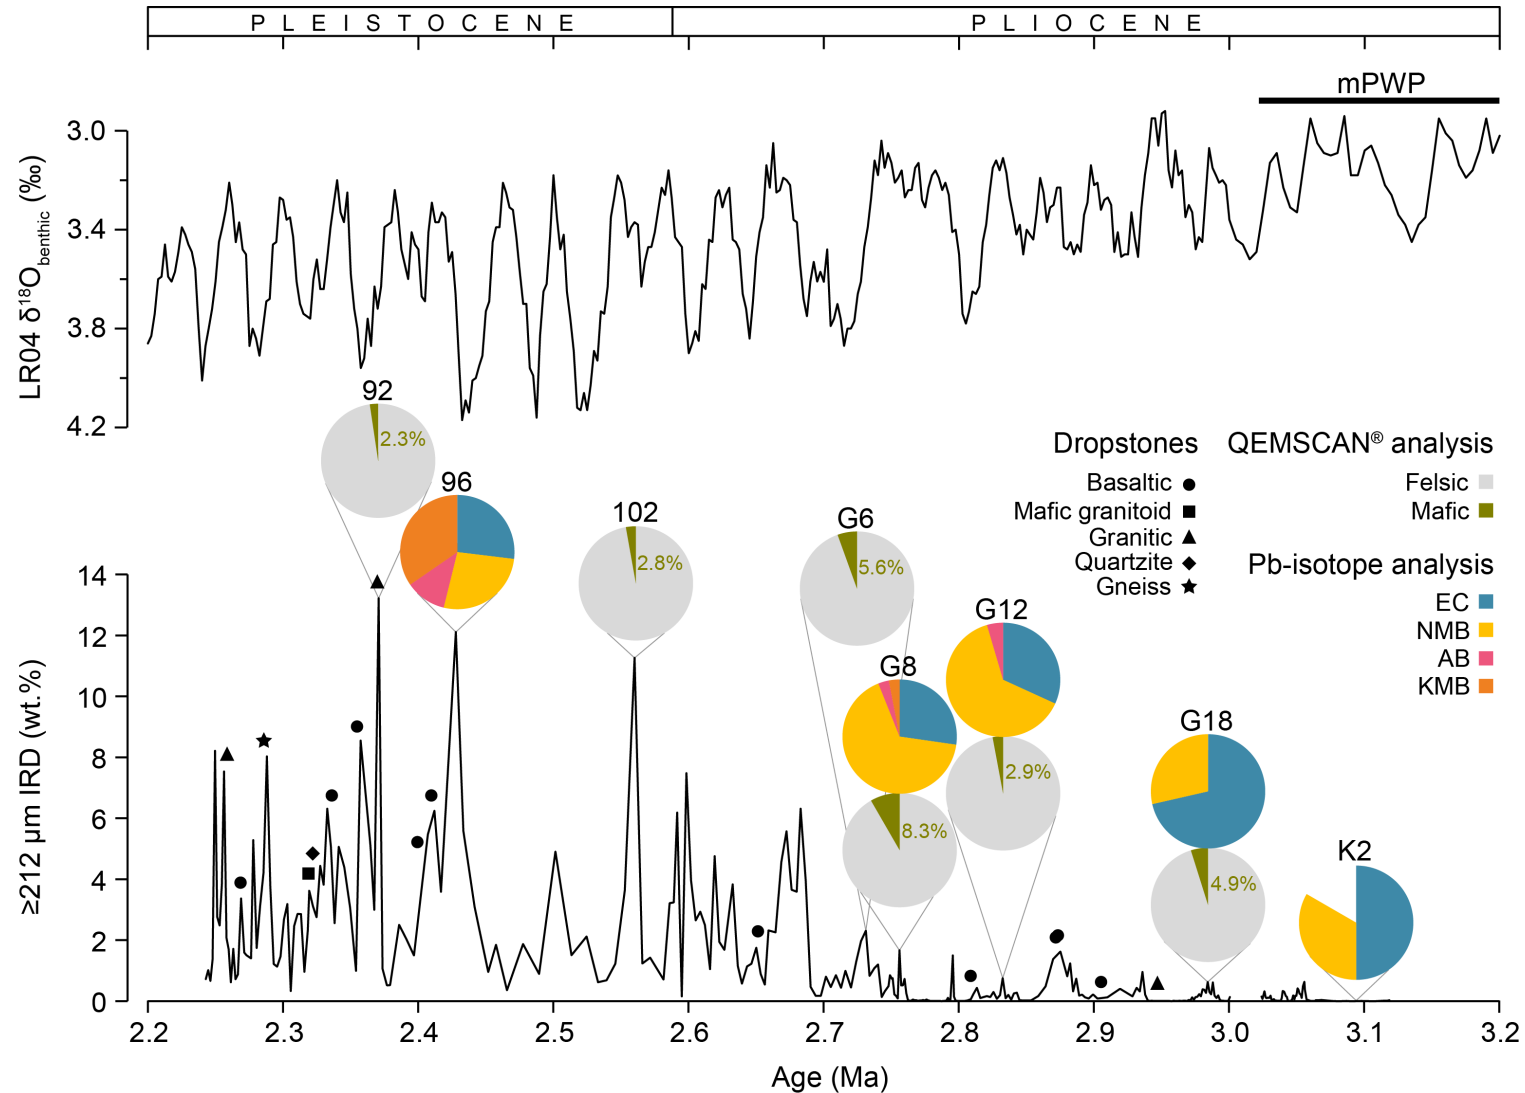 PLEISTOCENE PLIOCENE
mPWP
LR04 δ¹⁸Obenthic (‰)
3.0
3.4
3.8
4.2
92
2.3%
96
102
2.8%
G6
5.6%
G8
8.3%
G12
2.9%
G18
4.9%
K2
Dropstones
Basaltic
Mafic granitoid
Granitic
Quartzite
Gneiss
QEMSCAN® analysis
Felsic
Mafic
Pb-isotope analysis
EC
NMB
AB
KMB
≥212 µm IRD (wt.%)
14
12
10
8
6
4
2
0
2.2 2.3 2.4 2.5 2.6 2.7 2.8 2.9 3.0 3.1 3.2
Age (Ma)